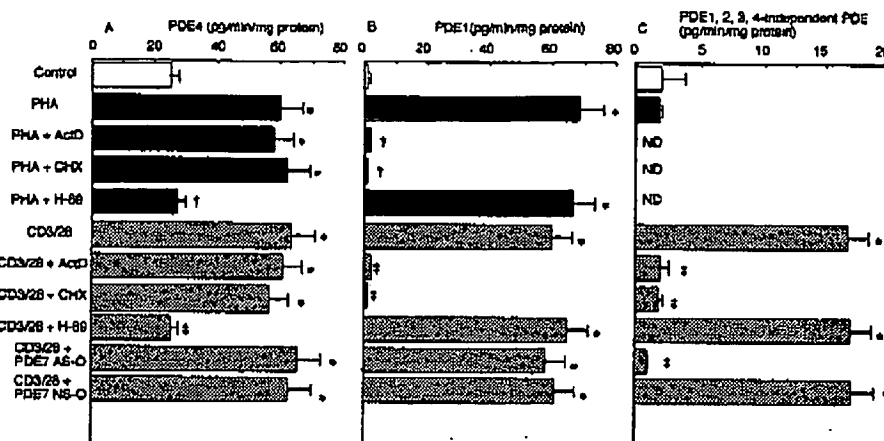 A PDE4 (pg/min/mg protein)
0 20 40 60 80
B PDE1(pg/min/mg protein)
0 20 40 60 80
C PDE1, 2, 3, 4-independent PDE
(pg/min/mg protein)
0 5 10 15 20
Control
PHA *
*
PHA + ActD * † ND
PHA + CHX * † ND
PHA + H-89 † * ND
CD3/28 * * *
CD3/28 + ActD * ‡ ‡
CD3/28 + CHX * ‡ ‡
CD3/28 + H-89 ‡ * *
CD3/28 +
PDE7 AS-O * * ‡
CD3/28 +
PDE7 NS-O * * *